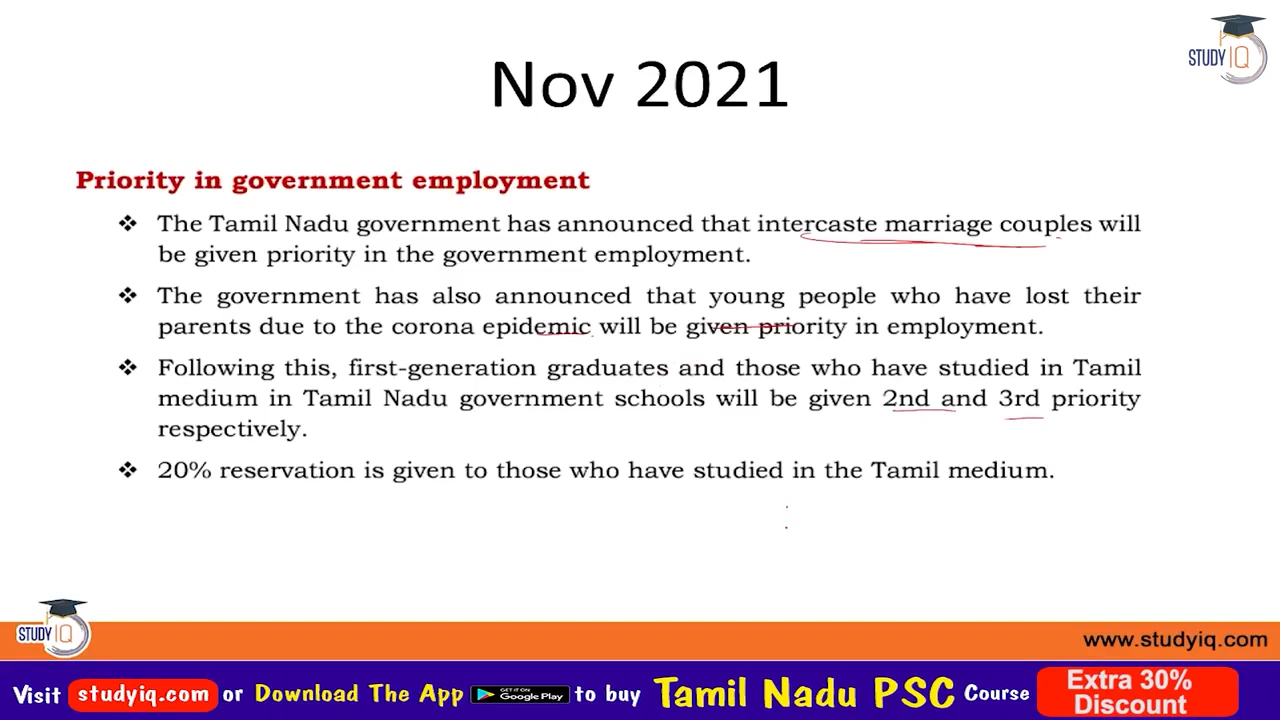 STUDY IQ
Nov 2021
Priority in government employment
❖ The Tamil Nadu government has announced that intercaste marriage couples will
be given priority in the government employment.
❖ The government has also announced that young people who have lost their
parents due to the corona epidemic will be given priority in employment.
❖ Following this, first-generation graduates and those who have studied in Tamil
medium in Tamil Nadu government schools will be given 2nd and 3rd priority
respectively.
❖ 20% reservation is given to those who have studied in the Tamil medium.
STUDY IQ
www.studyiq.com
Visit studyiq.com or Download The App GET IT ON Google Play to buy Tamil Nadu PSC Course Extra 30%
Discount